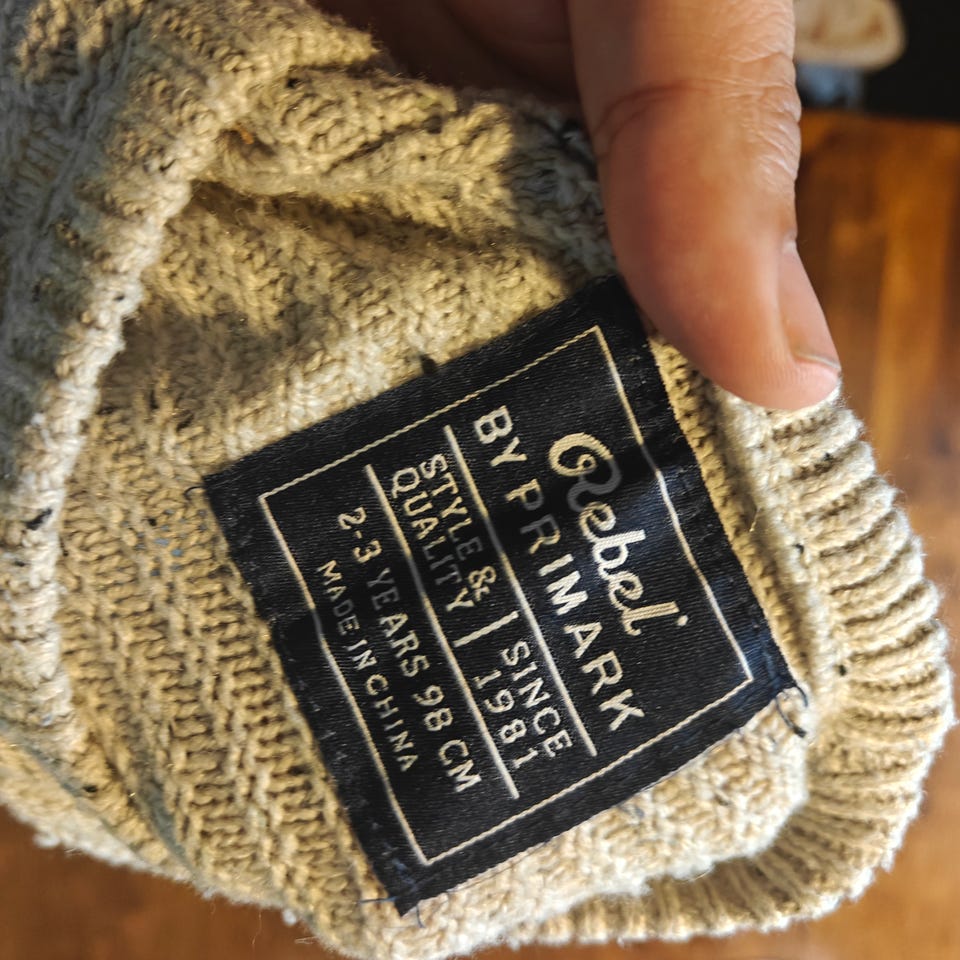 Rebel
BY PRIMARK
STYLE & QUALITY | SINCE 1981
2-3 YEARS 98 CM
MADE IN CHINA